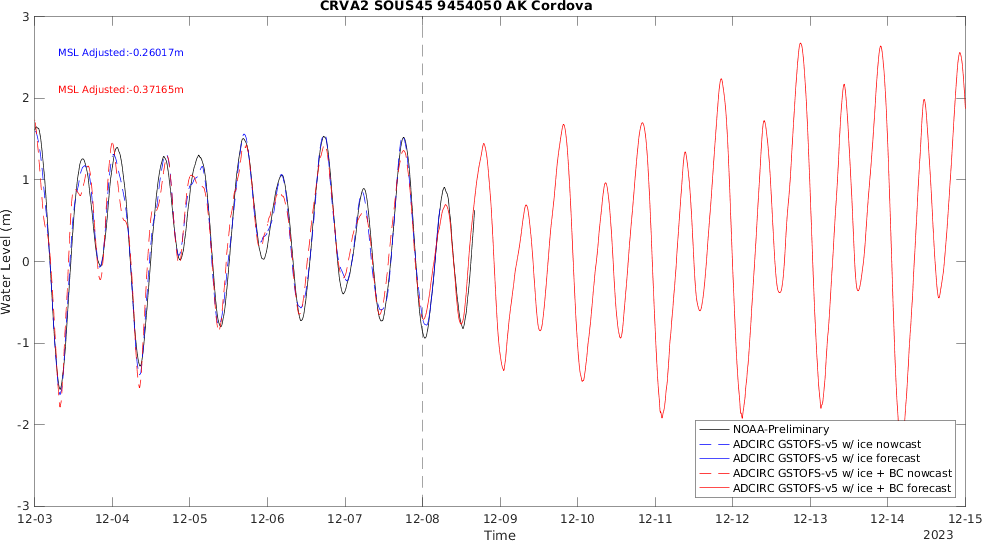 CRVA2 SOUS45 9454050 AK Cordova
MSL Adjusted:-0.26017m
MSL Adjusted:-0.37165m
Water Level (m)
3
2
1
0
-1
-2
-3
NOAA-Preliminary
ADCIRC GSTOFS-v5 w/ ice nowcast
ADCIRC GSTOFS-v5 w/ ice forecast
ADCIRC GSTOFS-v5 w/ ice + BC nowcast
ADCIRC GSTOFS-v5 w/ ice + BC forecast
12-03 12-04 12-05 12-06 12-07 12-08 12-09 12-10 12-11 12-12 12-13 12-14 12-15
Time
2023